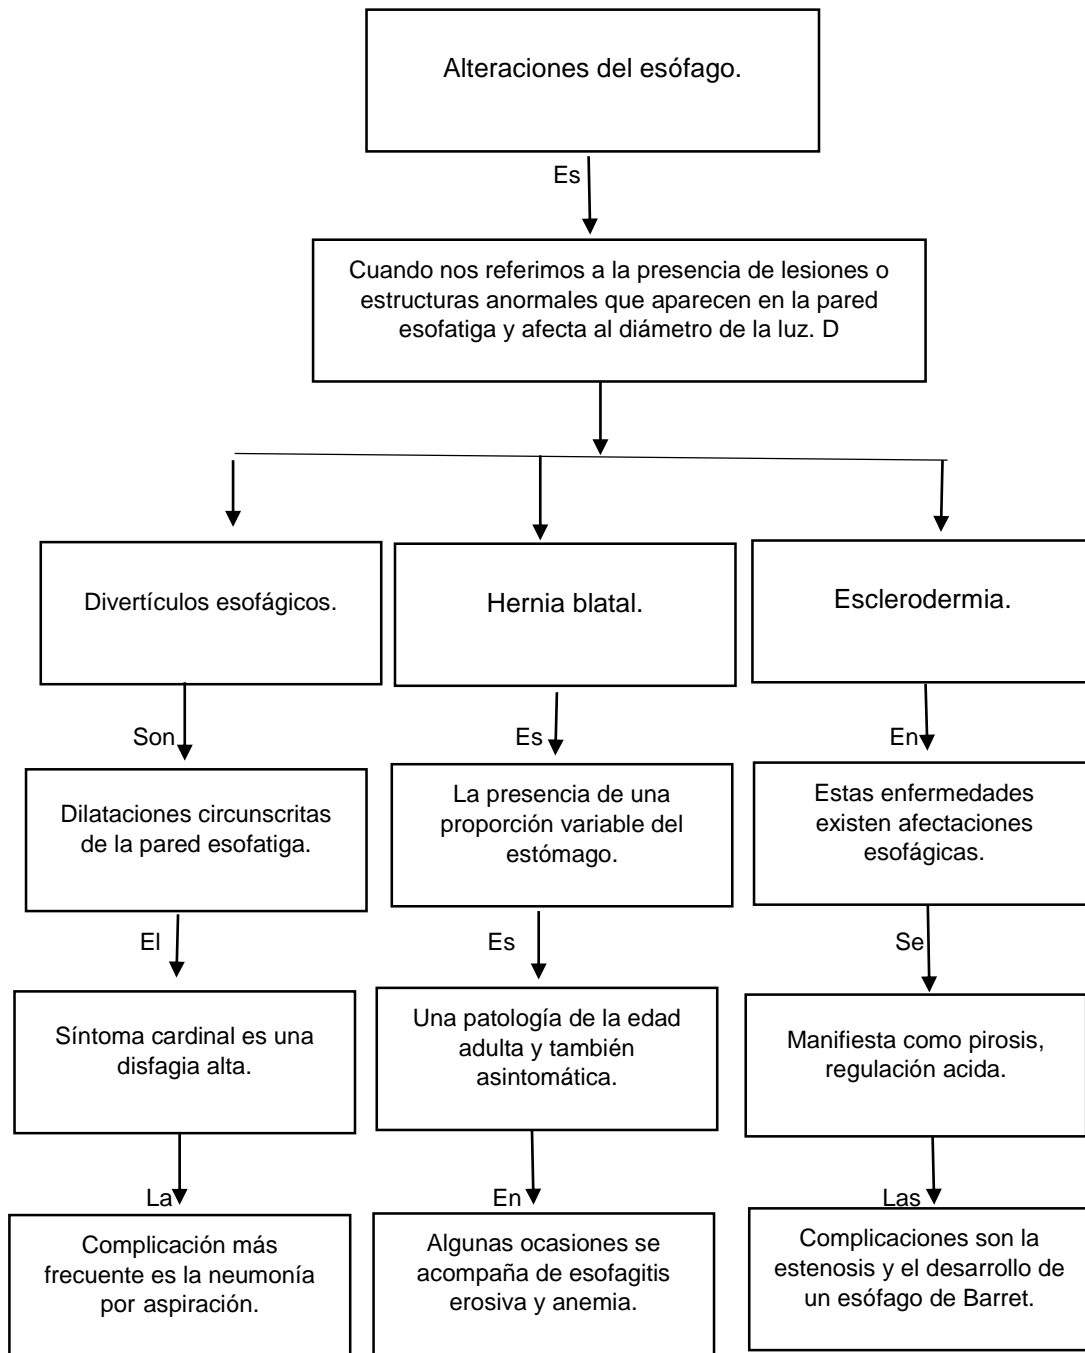 Alteraciones del esófago.
Es
Cuando nos referimos a la presencia de lesiones o
estructuras anormales que aparecen en la pared
esofatiga y afecta al diámetro de la luz. D
Divertículos esofágicos.
Son
Dilataciones circunscritas
de la pared esofatiga.
El
Síntoma cardinal es una
disfagia alta.
La
Complicación más
frecuente es la neumonía
por aspiración.
Hernia blatal.
Es
La presencia de una
proporción variable del
estómago.
Es
Una patología de la edad
adulta y también
asintomática.
En
Algunas ocasiones se
acompaña de esofagitis
erosiva y anemia.
Esclerodermia.
En
Estas enfermedades
existen afectaciones
esofágicas.
Se
Manifiesta como pirosis,
regulación acida.
Las
Complicaciones son la
estenosis y el desarrollo de
un esófago de Barret.